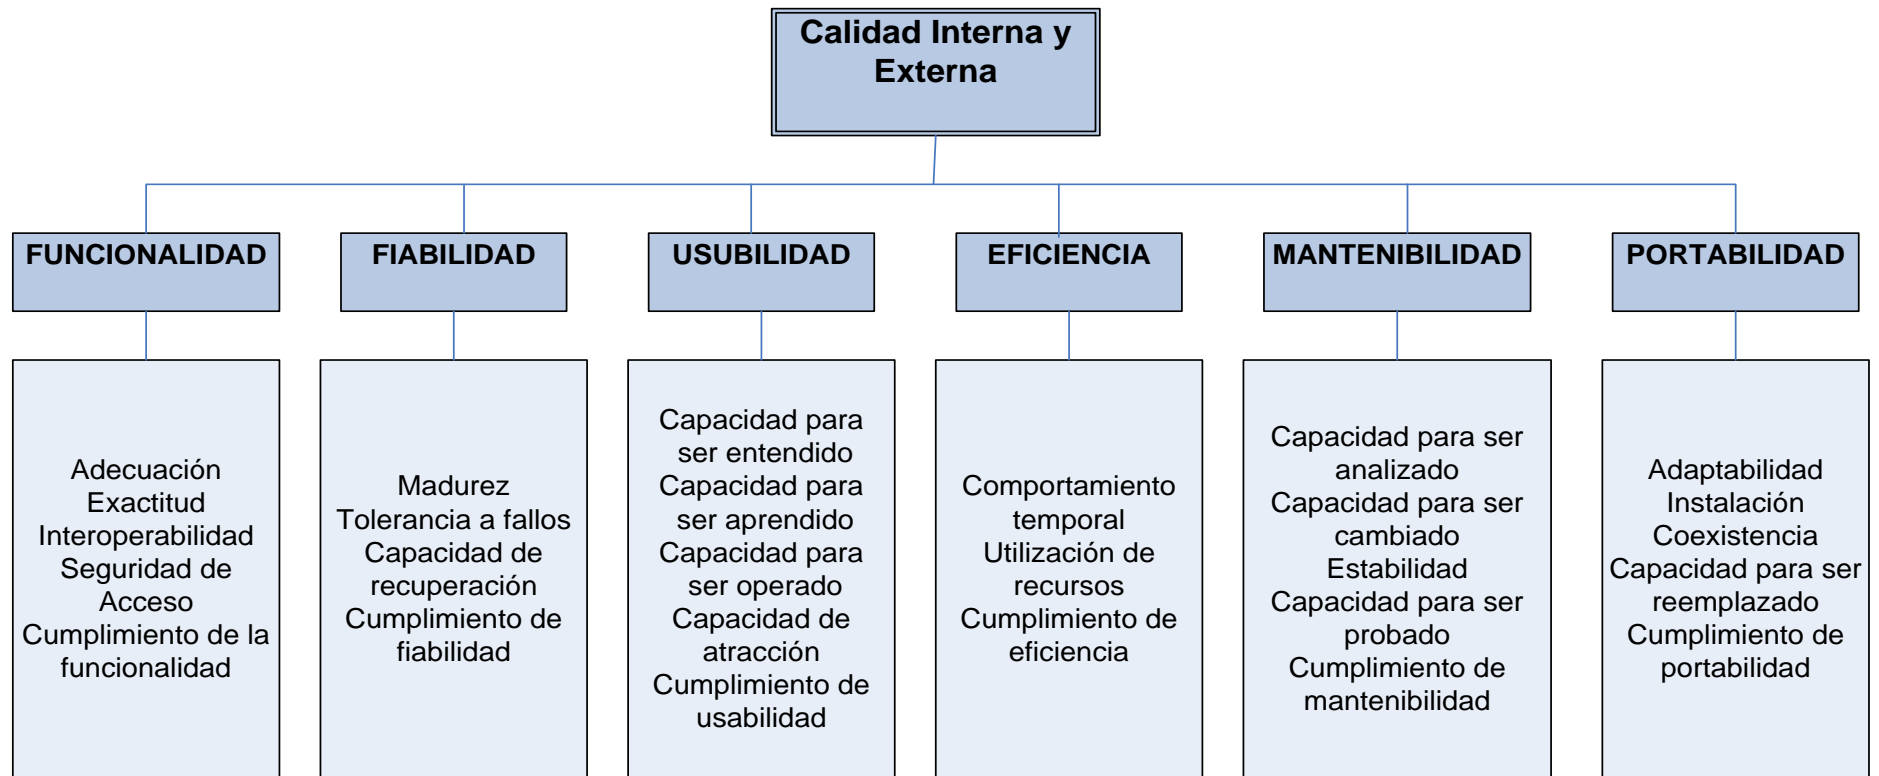 Calidad Interna y
Externa
FUNCIONALIDAD
FIABILIDAD
USUBILIDAD
EFICIENCIA
MANTENIBILIDAD
PORTABILIDAD
Adecuación
Exactitud
Interoperabilidad
Seguridad de
Acceso
Cumplimiento de la
funcionalidad
Madurez
Tolerancia a fallos
Capacidad de
recuperación
Cumplimiento de
fiabilidad
Capacidad para
ser entendido
Capacidad para
ser aprendido
Capacidad para
ser operado
Capacidad de
atracción
Cumplimiento de
usabilidad
Comportamiento
temporal
Utilización de
recursos
Cumplimiento de
eficiencia
Capacidad para ser
analizado
Capacidad para ser
cambiado
Estabilidad
Capacidad para ser
probado
Cumplimiento de
mantenibilidad
Adaptabilidad
Instalación
Coexistencia
Capacidad para ser
reemplazado
Cumplimiento de
portabilidad